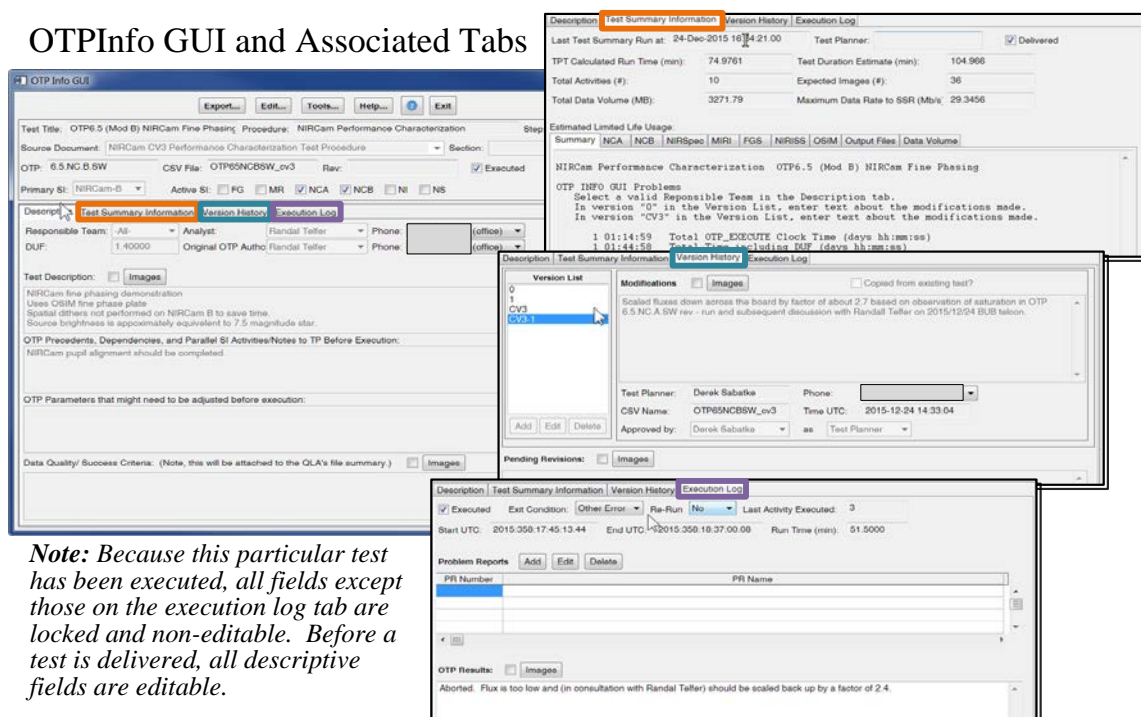 OTPInfo GUI and Associated Tabs
OTP Info GUI
Export... Edit... Tools... Help... Exit
Test Title: OTP6.5 (Mod B) NIRCam Fine Phasing Procedure: NIRCam Performance Characterization Step
Source Document: NIRCam CV3 Performance Characterization Test Procedure Section:
OTP: 6.5.NC.B.SW CSV File: OTP65NCBSW_cv3 Rev: Executed
Primary SI: NIRCam-B Active SI: FG MR NCA NCB NI NS
Descripti Test Summary Information Version History Execution Log
Responsible Team: -All- Analyst: Randal Telfer Phone: (office)
DUF: 1.40000 Original OTP Autho Randal Telfer Phone: (office)
Test Description: Images
NIRCam fine phasing demonstration
Uses OSIM fine phase plate
Spatial dithers not performed on NIRCam B to save time.
Source brightness is appoximately equivalent to 7.5 magnitude star.
OTP Precedents, Dependencies, and Parallel SI Activities/Notes to TP Before Execution:
NIRCam pupil alignment should be completed.
OTP Parameters that might need to be adjusted before execution:
Data Quality/ Success Criteria: (Note, this will be attached to the QLA's file summary.) Images
Note: Because this particular test
has been executed, all fields except
those on the execution log tab are
locked and non-editable. Before a
test is delivered, all descriptive
fields are editable.
Description Test Summary Information Version History Execution Log
Last Test Summary Run at: 24-Dec-2015 16:04:21.00 Test Planner: Delivered
TPT Calculated Run Time (min): 74.9761 Test Duration Estimate (min): 104.966
Total Activities (#): 10 Expected Images (#): 36
Total Data Volume (MB): 3271.79 Maximum Data Rate to SSR (Mb/s 29.3456
Estimated Limited Life Usage:
Summary NCA NCB NIRSpec MIRI FGS NIRISS OSIM Output Files Data Volume
NIRCam Performance Characterization OTP6.5 (Mod B) NIRCam Fine Phasing
OTP INFO GUI Problems
Select a valid Reponsible Team in the Description tab.
In version "0" in the Version List, enter text about the modifications made.
In version "CV3" in the Version List, enter text about the modifications made.
1 01:14:59 Total OTP_EXECUTE Clock Time (days hh:mm:ss)
1 01:44:58 Total Time including DUF (days hh:mm:ss)
Description Test Summary Information Version History Execution Log
Version List
0
1
CV3
CV3-1
Add Edit Delete
Modifications Images Copied from existing test?
Scaled fluxes down across the board by factor of about 2.7 based on observation of saturation in OTP
6.5.NC.A.SW rev - run and subsequent discussion with Randall Telfer on 2015/12/24 BUB telcon.
Test Planner: Derek Sabatke Phone:
CSV Name: OTP65NCBSW_cv3 Time UTC: 2015-12-24 14:33:04
Approved by: Derek Sabatke as Test Planner
Pending Revisions: Images
Description Test Summary Information Version History Execution Log
Executed Exit Condition: Other Error Re-Run No Last Activity Executed: 3
Start UTC: 2015:358:17:45:13.44 End UTC: 2015:358:18:37:00.08 Run Time (min): 51.5000
Problem Reports Add Edit Delete
PR Number PR Name
OTP Results: Images
Aborted. Flux is too low and (in consultation with Randal Telfer) should be scaled back up by a factor of 2.4.